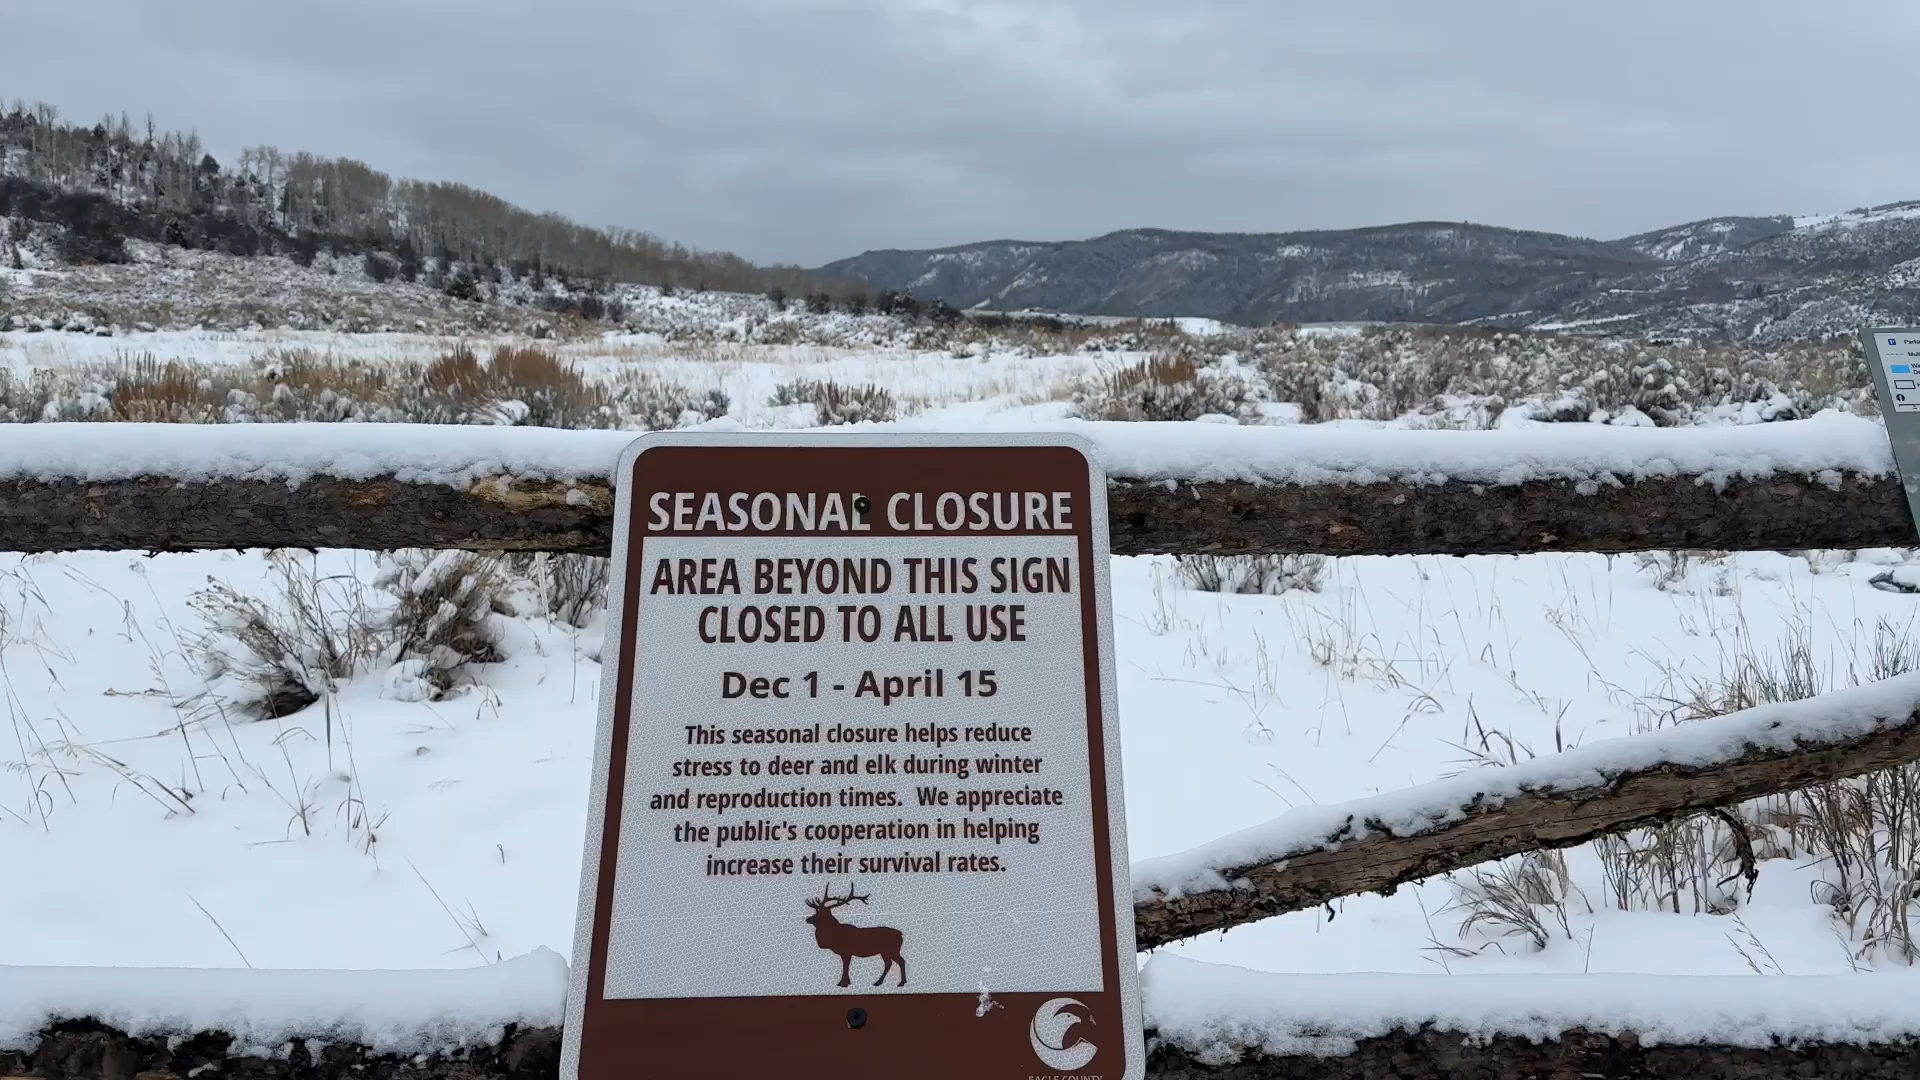 SEASONAL CLOSURE
AREA BEYOND THIS SIGN
CLOSED TO ALL USE
Dec 1 - April 15
This seasonal closure helps reduce
stress to deer and elk during winter
and reproduction times. We appreciate
the public's cooperation in helping
increase their survival rates.
EAGLE COUNTY